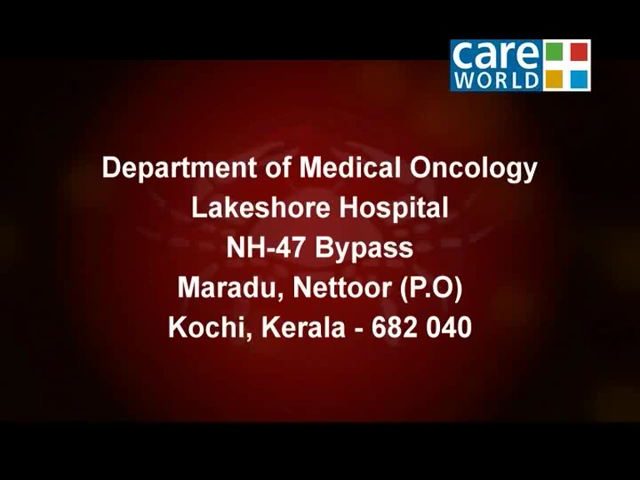 care
WORLD
Department of Medical Oncology
Lakeshore Hospital
NH-47 Bypass
Maradu, Nettoor (P.O)
Kochi, Kerala - 682 040